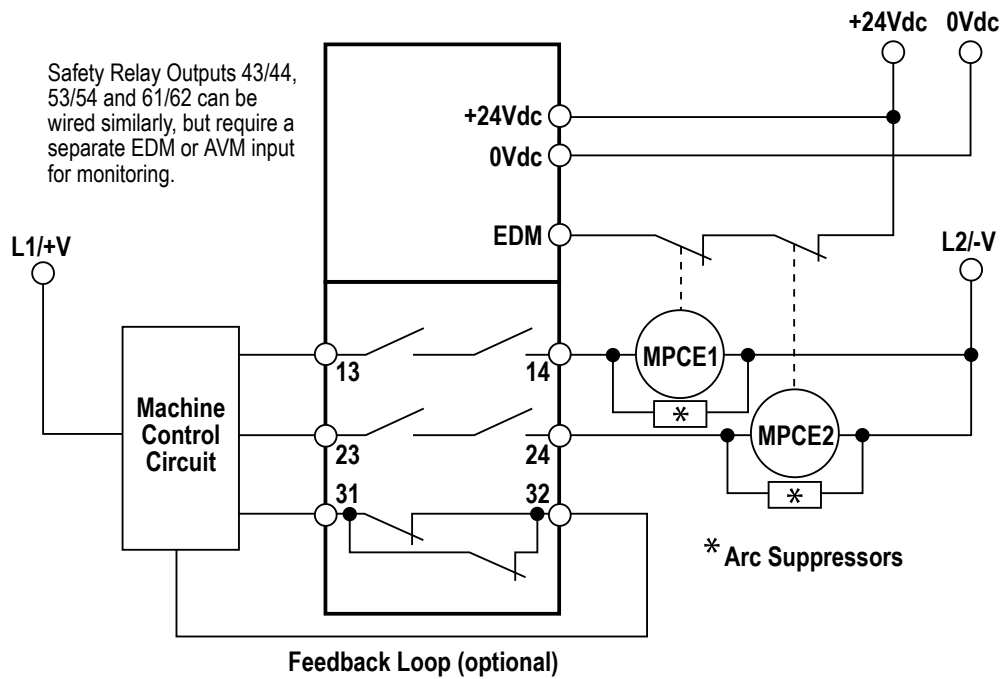 +24Vdc 0Vdc
Safety Relay Outputs 43/44,
53/54 and 61/62 can be
wired similarly, but require a
separate EDM or AVM input
for monitoring.
+24Vdc
0Vdc
EDM
L1/+V
L2/-V
13
14
MPCE1
*
Machine
Control
Circuit
23
24
MPCE2
*
31
32
* Arc Suppressors
Feedback Loop (optional)